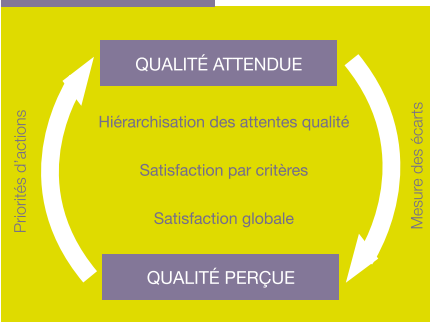 QUALITÉ ATTENDUE
Hiérarchisation des attentes qualité
Satisfaction par critères
Satisfaction globale
QUALITÉ PERÇUE
Priorités d'actions
Mesure des écarts